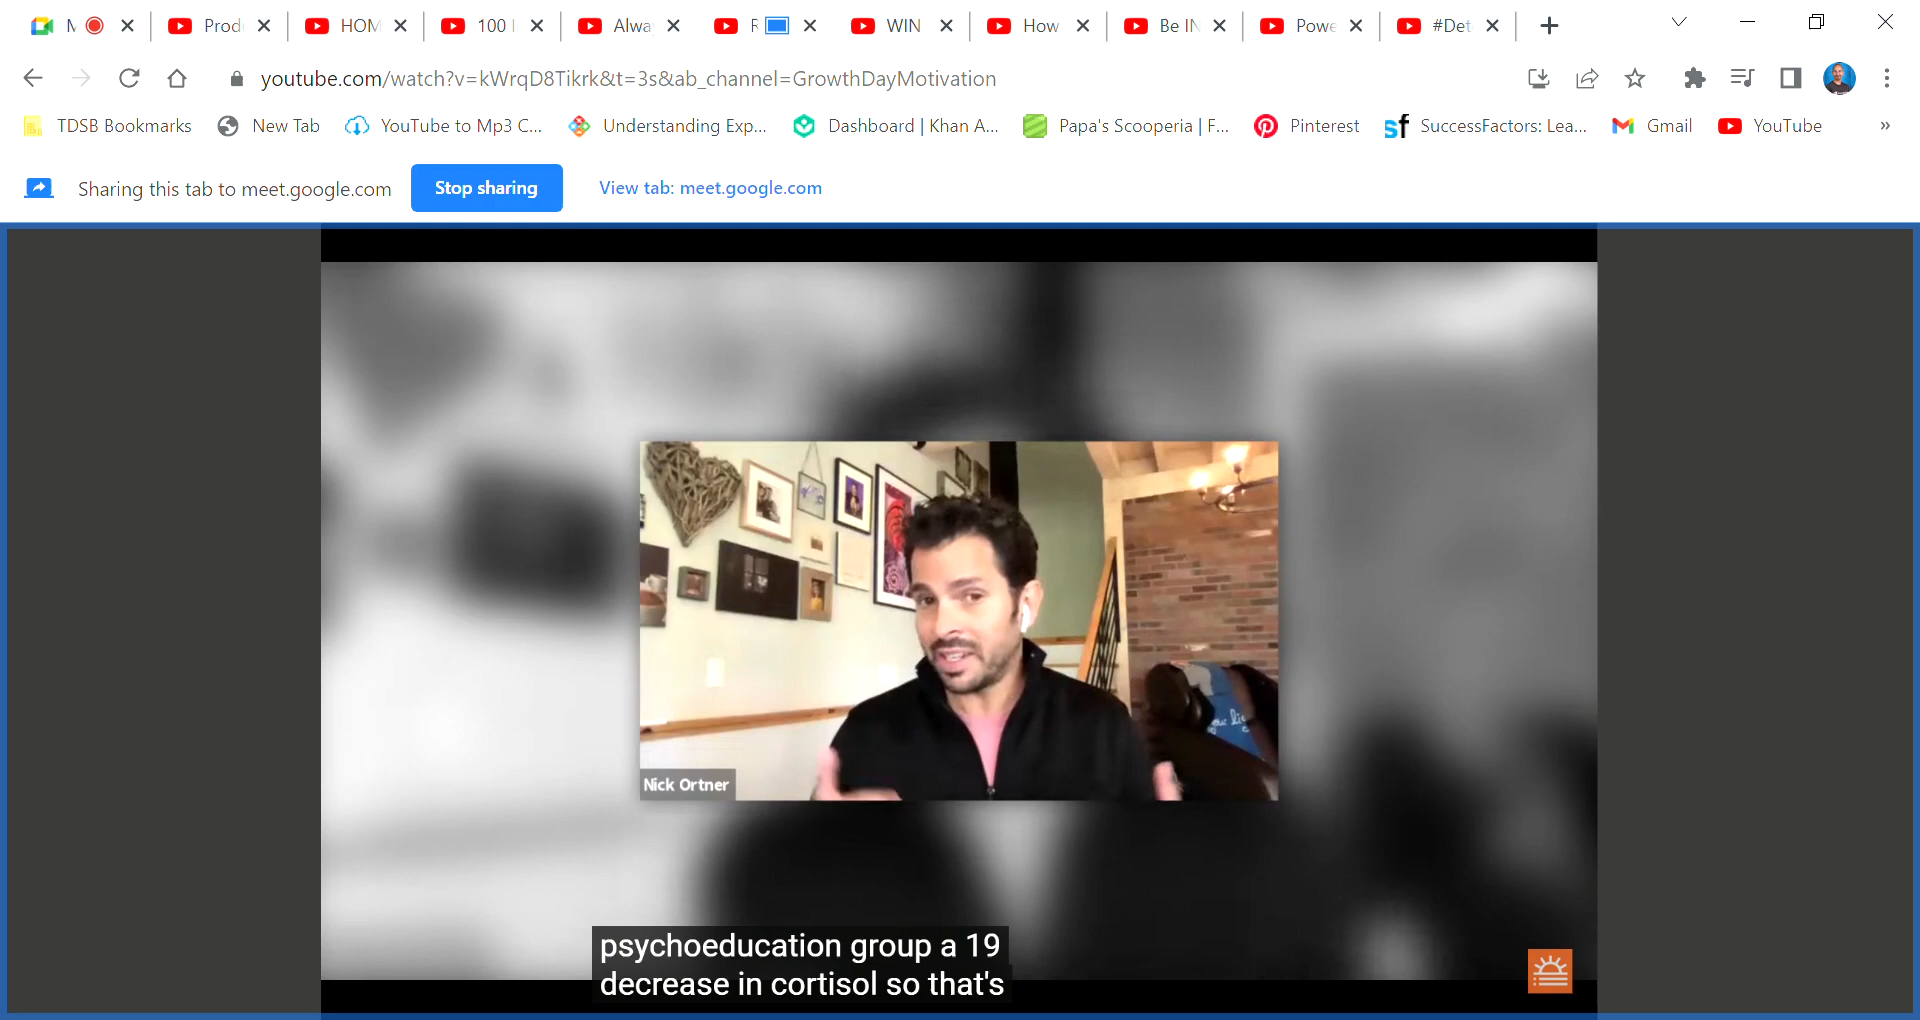 Prod
HOM
100
Alwa
WIN
How
Be IN
Powe
#Det
youtube.com/watch?v=kWrqD8Tikrk&t=3s&ab_channel=GrowthDayMotivation
TDSB Bookmarks
New Tab
YouTube to Mp3 C...
Understanding Exp...
Dashboard | Khan A...
Papa's Scooperia | F...
Pinterest
sf SuccessFactors: Lea...
Gmail
YouTube
»
Sharing this tab to meet.google.com
Stop sharing
View tab: meet.google.com
Nick Ortner
psychoeducation group a 19
decrease in cortisol so that's